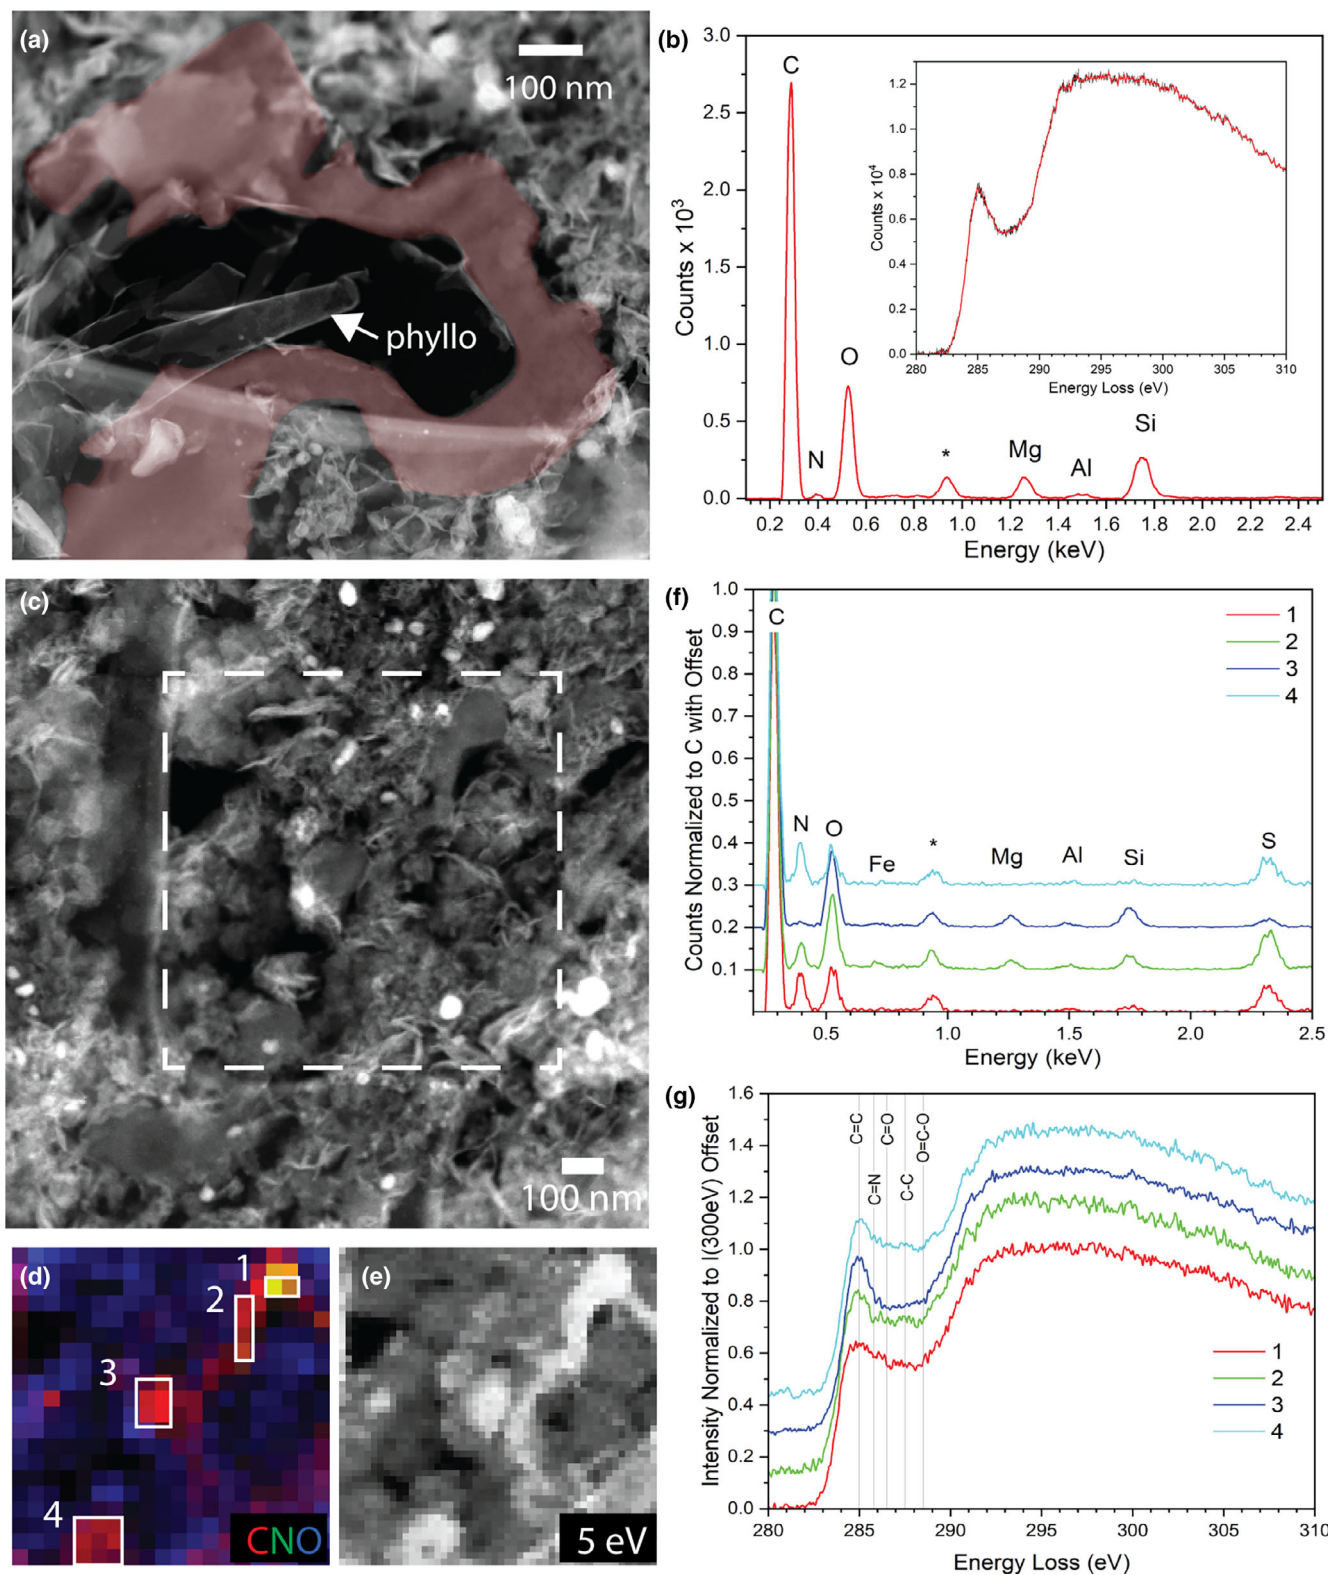 (a)
100 nm
phyllo
(b)
3.0
2.5
2.0
1.5
1.0
0.5
0.0
Counts x 10³
C
N
O
*
Mg
Al
Si
0.2 0.4 0.6 0.8 1.0 1.2 1.4 1.6 1.8 2.0 2.2 2.4
Energy (keV)
1.2
1.0
0.8
0.6
0.4
0.2
0.0
Counts x 10⁴
280 285 290 295 300 305 310
Energy Loss (eV)
(c)
100 nm
(d)
1
2
3
4
CNO
(e)
5 eV
(f)
1.0
0.9
0.8
0.7
0.6
0.5
0.4
0.3
0.2
0.1
Counts Normalized to C with Offset
C
N
O
Fe
*
Mg
Al
Si
S
1
2
3
4
0.5 1.0 1.5 2.0 2.5
Energy (keV)
(g)
1.6
1.4
1.2
1.0
0.8
0.6
0.4
0.2
0.0
Intensity Normalized to I(300eV) Offset
C=C
C=N
C=O
C-C
O=C-O
1
2
3
4
280 285 290 295 300 305 310
Energy Loss (eV)